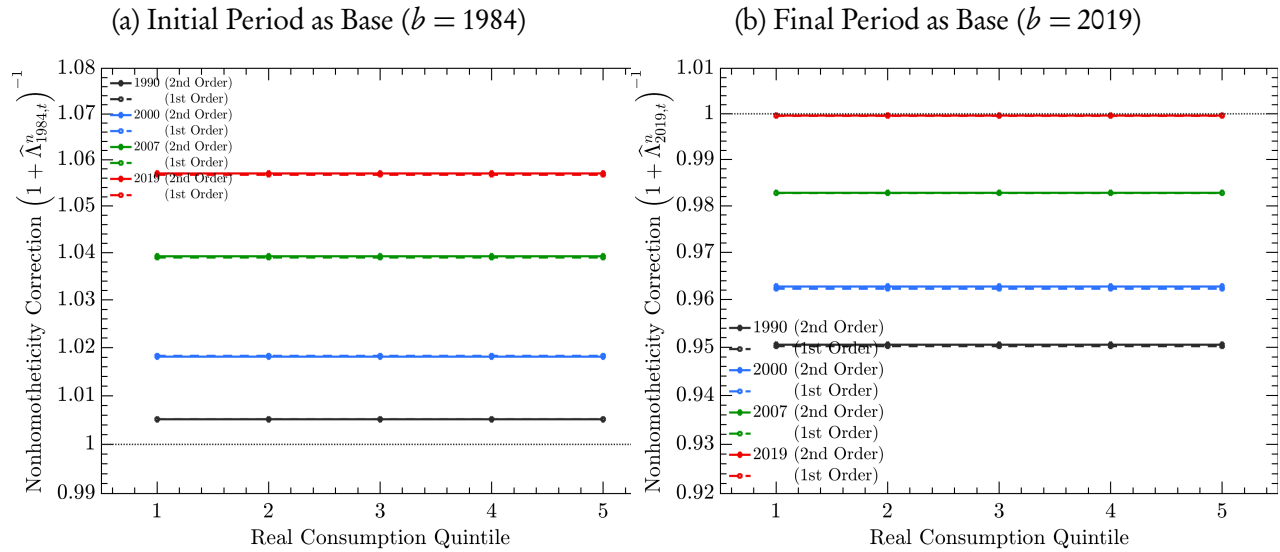 (a) Initial Period as Base (b = 1984)
Nonhomotheticity Correction (1 + Λ̂ⁿ₁₉₈₄,ₜ)⁻¹
1.08
1.07
1.06
1.05
1.04
1.03
1.02
1.01
1
0.99
1990 (2nd Order)
(1st Order)
2000 (2nd Order)
(1st Order)
2007 (2nd Order)
(1st Order)
2019 (2nd Order)
(1st Order)
1 2 3 4 5
Real Consumption Quintile
(b) Final Period as Base (b = 2019)
Nonhomotheticity Correction (1 + Λ̂ⁿ₂₀₁₉,ₜ)⁻¹
1.01
1
0.99
0.98
0.97
0.96
0.95
0.94
0.93
0.92
1990 (2nd Order)
(1st Order)
2000 (2nd Order)
(1st Order)
2007 (2nd Order)
(1st Order)
2019 (2nd Order)
(1st Order)
1 2 3 4 5
Real Consumption Quintile